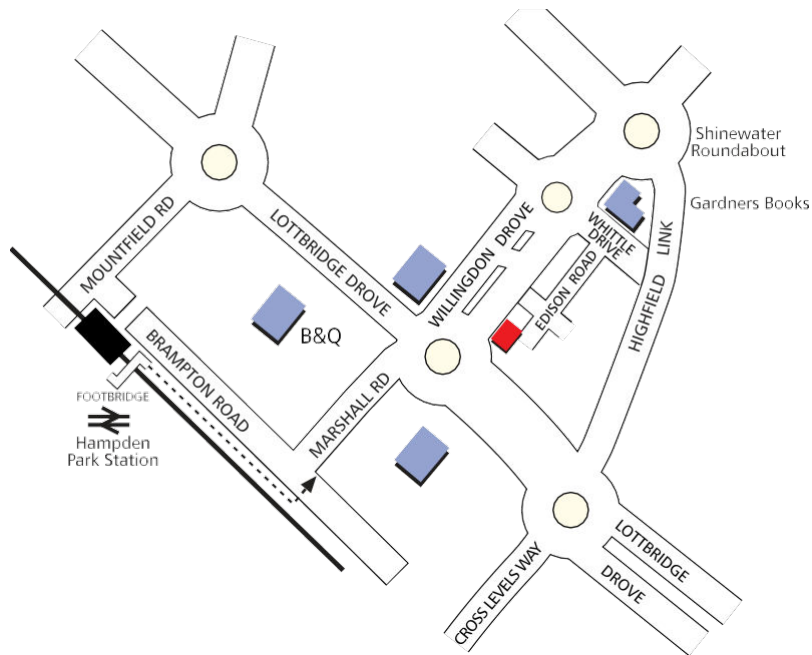 Shinewater
Roundabout
Gardners Books
MOUNTFIELD RD
LOTTBRIDGE DROVE
WILLINGDON DROVE
WHITTLE
DRIVE
EDISON ROAD
HIGHFIELD LINK
B&Q
BRAMPTON ROAD
MARSHALL RD
FOOTBRIDGE
Hampden
Park Station
CROSS LEVELS WAY
LOTTBRIDGE
DROVE